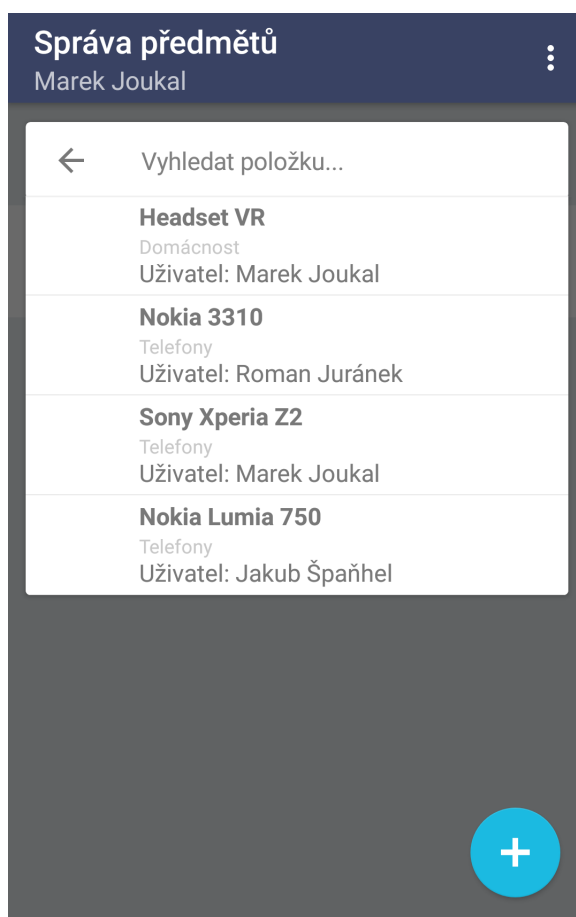 Správa předmětů
Marek Joukal
Vyhledat položku...
Headset VR
Domácnost
Uživatel: Marek Joukal
Nokia 3310
Telefony
Uživatel: Roman Juránek
Sony Xperia Z2
Telefony
Uživatel: Marek Joukal
Nokia Lumia 750
Telefony
Uživatel: Jakub Špaňhel